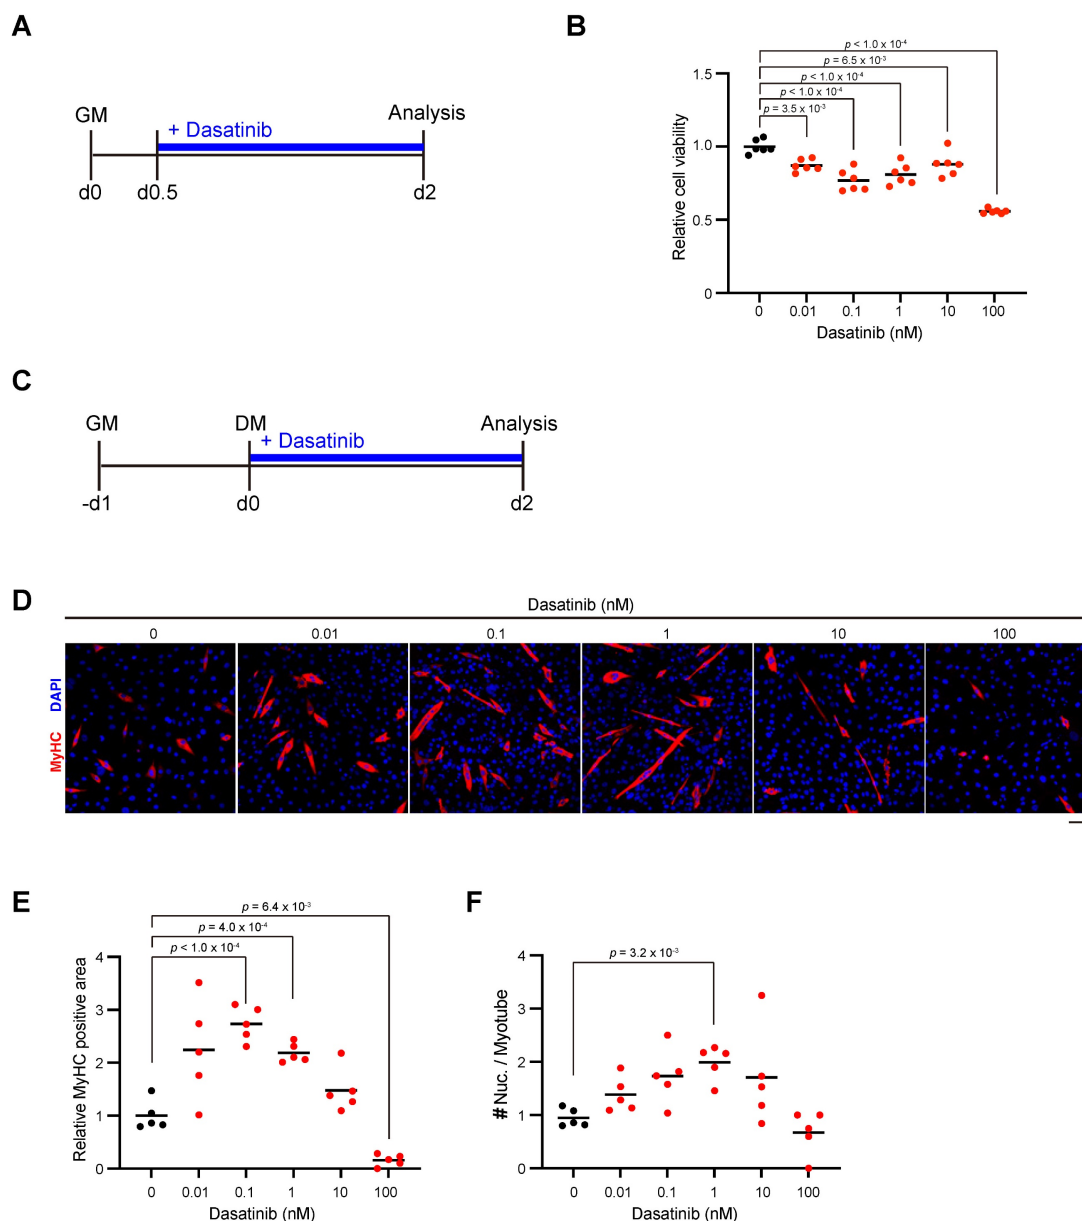 A
GM
+ Dasatinib
Analysis
d0
d0.5
d2
B
p < 1.0 x 10-4
p = 6.5 x 10-3
p < 1.0 x 10-4
p < 1.0 x 10-4
p = 3.5 x 10-3
Relative cell viability
1.5
1.0
0.5
0
0 0.01 0.1 1 10 100
Dasatinib (nM)
C
GM
DM
+ Dasatinib
Analysis
-d1
d0
d2
D
Dasatinib (nM)
0 0.01 0.1 1 10 100
MyHC DAPI
E
p = 6.4 x 10-3
p = 4.0 x 10-4
p < 1.0 x 10-4
Relative MyHC positive area
4
3
2
1
0
0 0.01 0.1 1 10 100
Dasatinib (nM)
F
p = 3.2 x 10-3
# Nuc. / Myotube
4
3
2
1
0
0 0.01 0.1 1 10 100
Dasatinib (nM)